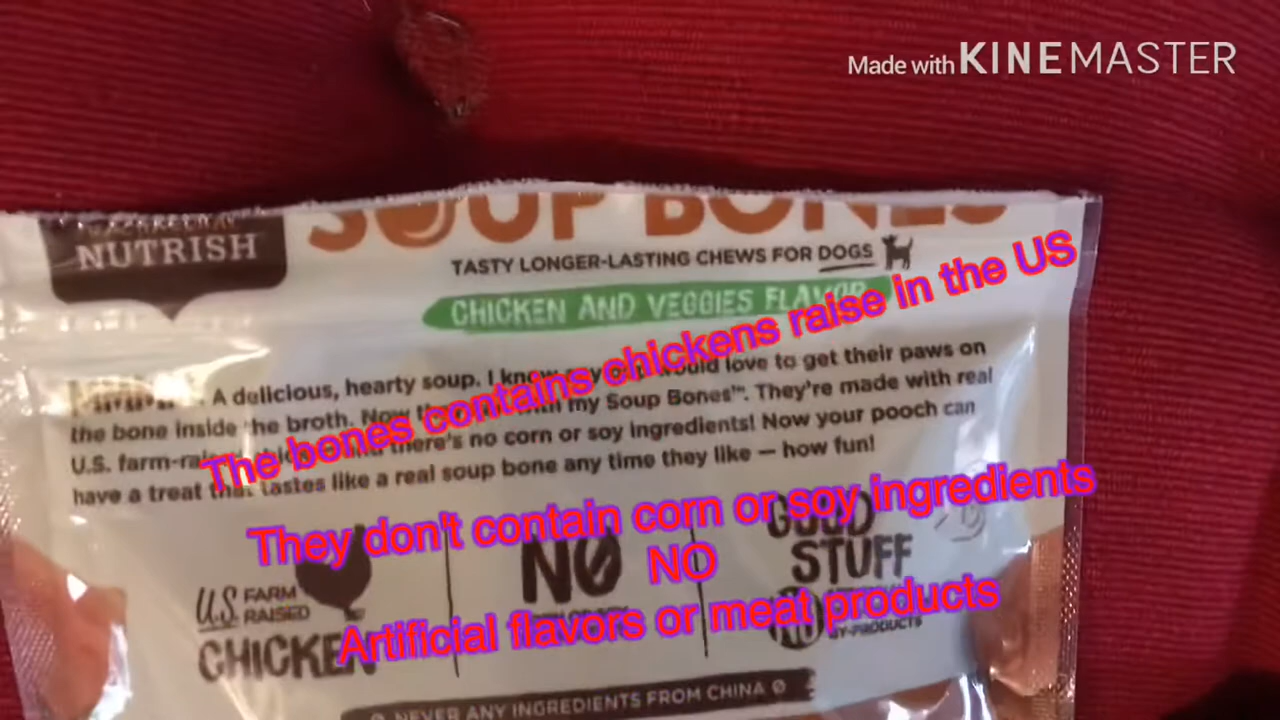 Made with KINEMASTER
SOUP BONES
NUTRISH
TASTY LONGER-LASTING CHEWS FOR DOGS
CHICKEN AND VEGGIES FLAVOR
The bones contains chickens raise in the US
A delicious, hearty soup. I know would love to get their paws on
the bone inside the broth. Now my Soup Bones™. They're made with real
U.S. farm-raised there's no corn or soy ingredients! Now your pooch can
have a treat that tastes like a real soup bone any time they like — how fun!
They don't contain corn or soy ingredients
NO
Artificial flavors or meat products
U.S. FARM
RAISED
CHICKEN
NO
GOOD
STUFF
BY-PRODUCTS
NEVER ANY INGREDIENTS FROM CHINA